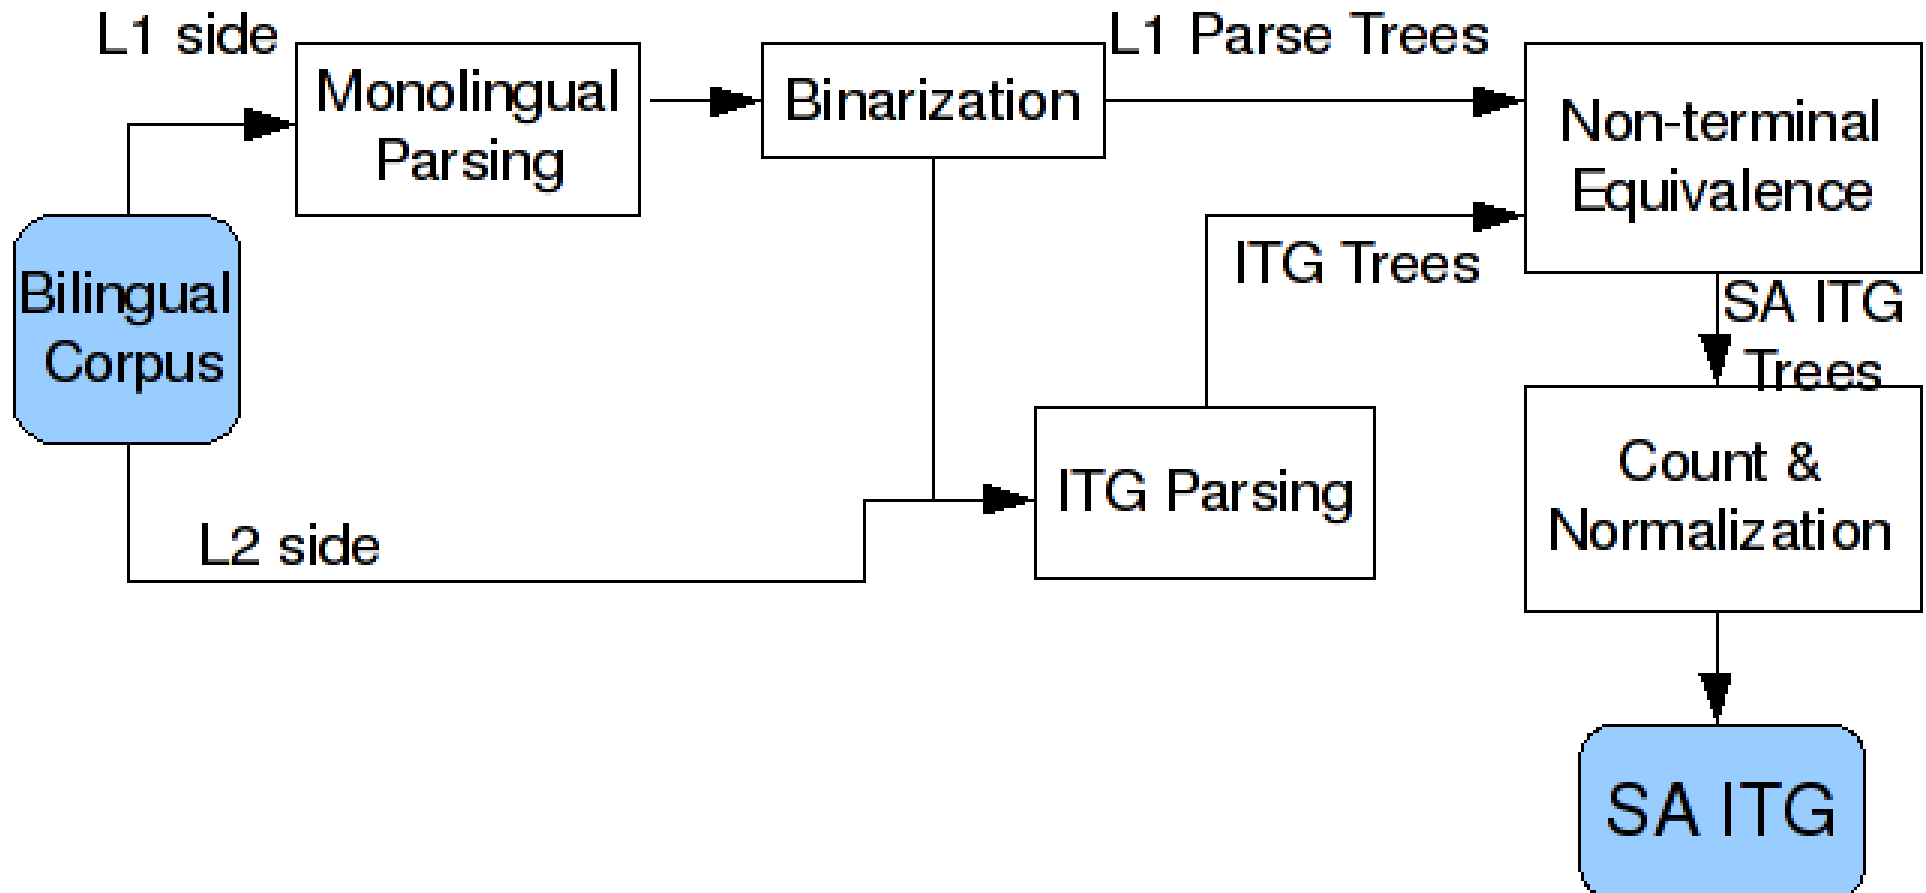 L1 side
Monolingual
Parsing
Binarization
L1 Parse Trees
Non-terminal
Equivalence
Bilingual
Corpus
ITG Trees
SA ITG
Trees
ITG Parsing
Count &
Normalization
L2 side
SA ITG